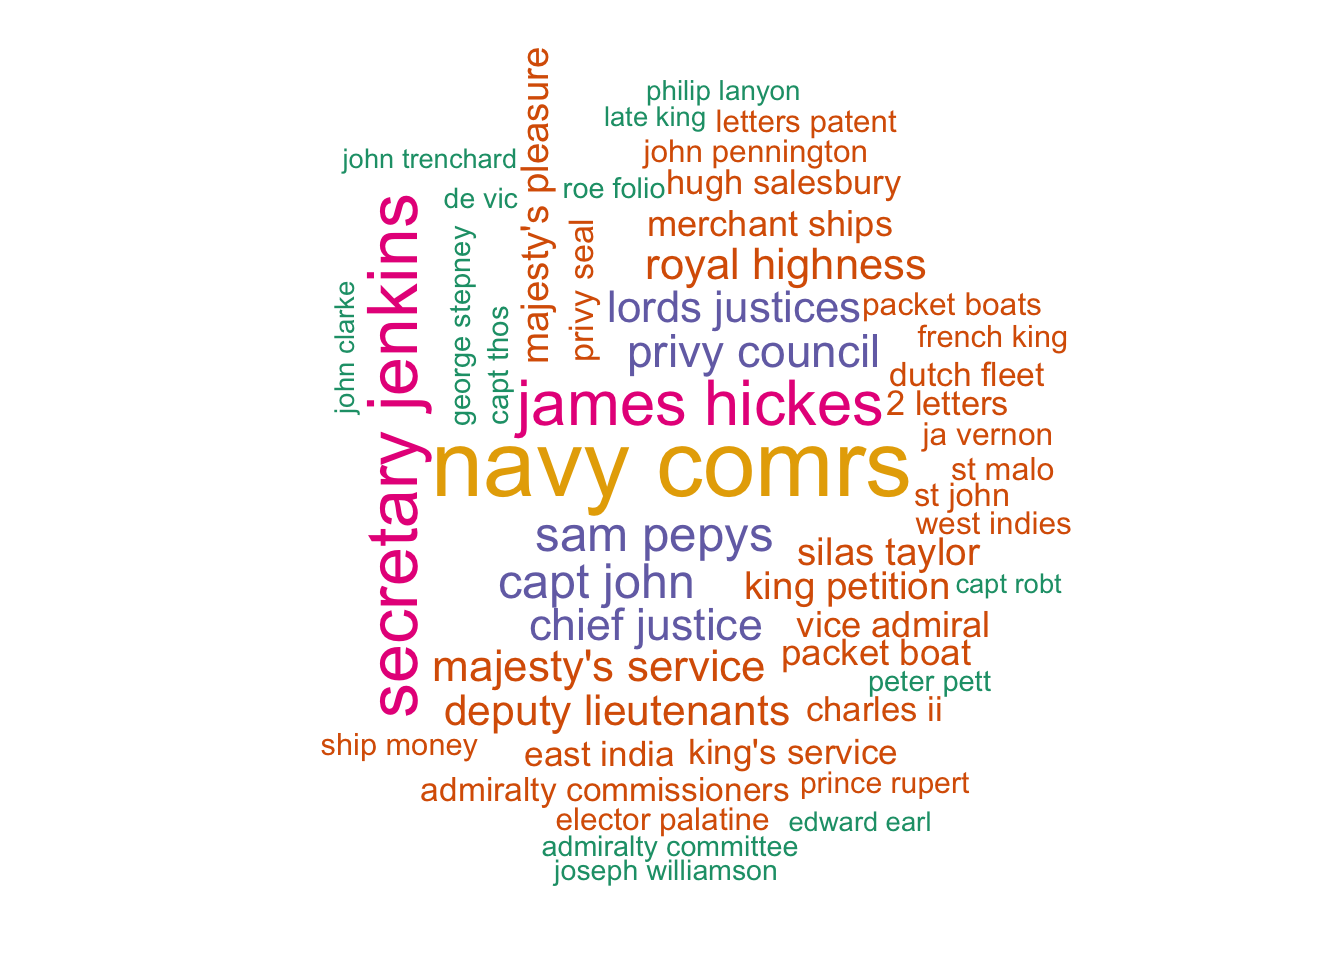 philip lanyon
late king
letters patent
john trenchard
john pennington
de vic
roe folio
hugh salesbury
majesty's pleasure
merchant ships
privy seal
royal highness
secretary jenkins
john clarke
george stepney
capt thos
lords justices
packet boats
french king
privy council
dutch fleet
james hickes
2 letters
ja vernon
navy comrs
st malo
st john
west indies
sam pepys
silas taylor
capt john
king petition
capt robt
chief justice
vice admiral
majesty's service
packet boat
peter pett
deputy lieutenants
charles ii
ship money
east india
king's service
admiralty commissioners
prince rupert
elector palatine
edward earl
admiralty committee
joseph williamson